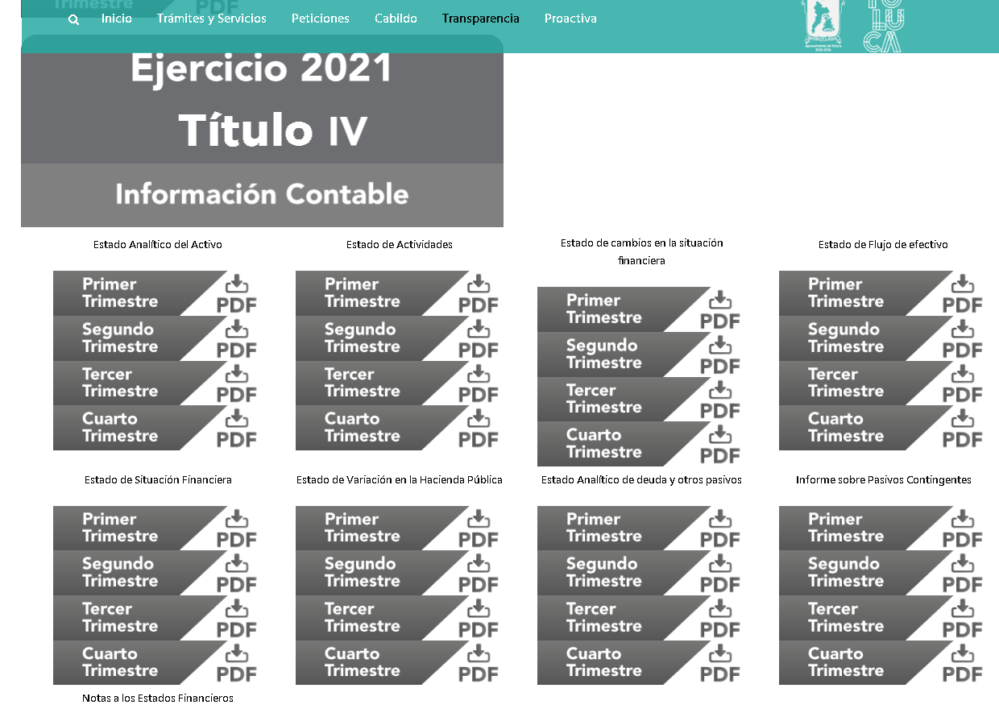 Trimestre PDF
Inicio Trámites y Servicios Peticiones Cabildo Transparencia Proactiva
TOLUCA
Ejercicio 2021
Título IV
Información Contable
Estado Analítico del Activo
Primer
Trimestre
PDF
Segundo
Trimestre
PDF
Tercer
Trimestre
PDF
Cuarto
Trimestre
PDF
Estado de Actividades
Primer
Trimestre
PDF
Segundo
Trimestre
PDF
Tercer
Trimestre
PDF
Cuarto
Trimestre
PDF
Estado de cambios en la situación
financiera
Primer
Trimestre
PDF
Segundo
Trimestre
PDF
Tercer
Trimestre
PDF
Cuarto
Trimestre
PDF
Estado de Flujo de efectivo
Primer
Trimestre
PDF
Segundo
Trimestre
PDF
Tercer
Trimestre
PDF
Cuarto
Trimestre
PDF
Estado de Situación Financiera
Primer
Trimestre
PDF
Segundo
Trimestre
PDF
Tercer
Trimestre
PDF
Cuarto
Trimestre
PDF
Estado de Variación en la Hacienda Pública
Primer
Trimestre
PDF
Segundo
Trimestre
PDF
Tercer
Trimestre
PDF
Cuarto
Trimestre
PDF
Estado Analítico de deuda y otros pasivos
Primer
Trimestre
PDF
Segundo
Trimestre
PDF
Tercer
Trimestre
PDF
Cuarto
Trimestre
PDF
Informe sobre Pasivos Contingentes
Primer
Trimestre
PDF
Segundo
Trimestre
PDF
Tercer
Trimestre
PDF
Cuarto
Trimestre
PDF
Notas a los Estados Financieros